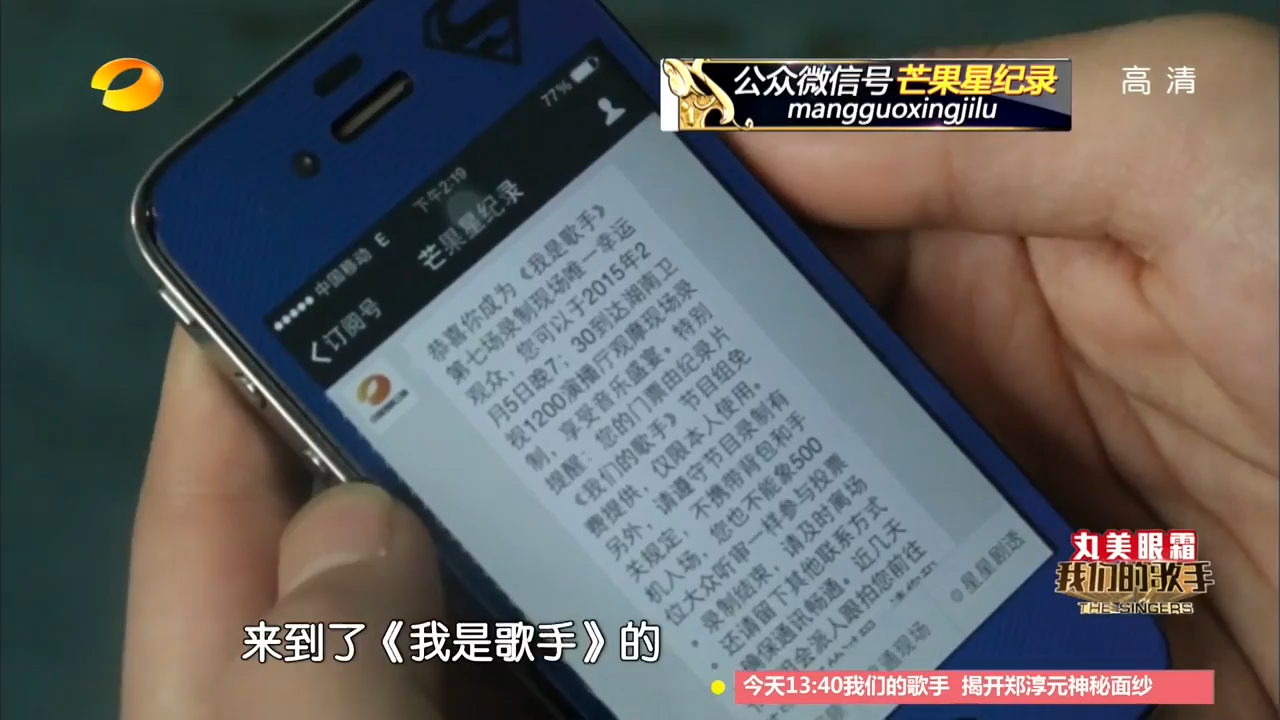 公众微信号芒果星纪录
mangguoxingjilu
高清
77%
下午2:19
中国移动 E
芒果星纪录
订阅号
恭喜你成为《我是歌手》
第七场录制现场唯一幸运
观众，您可以于2015年2
月5日晚7：30到达湖南卫
视1200演播厅观摩现场录
制，享受音乐盛宴。特别
提醒：您的门票由纪录片
《我们的歌手》节目组免
费提供，仅限本人使用。
另外，请遵守节目录制有
关规定，不携带背包和手
机入场，您也不能象500
位大众听审一样参与投票
录制结束，请及时离场
还请留下其他联系方式
确保通讯畅通。近几天
会派人跟拍您前往
现场
星星剧透
丸美眼霜
我们的歌手
THE SINGERS
来到了《我是歌手》的
今天13:40我们的歌手 揭开郑淳元神秘面纱